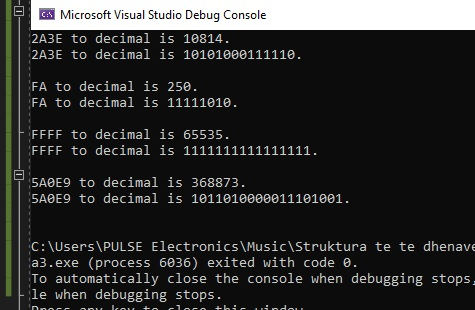 Microsoft Visual Studio Debug Console
2A3E to decimal is 10814.
2A3E to decimal is 10101000111110.
FA to decimal is 250.
FA to decimal is 11111010.
FFFF to decimal is 65535.
FFFF to decimal is 1111111111111111.
5A0E9 to decimal is 368873.
5A0E9 to decimal is 1011010000011101001.
C:\Users\PULSE Electronics\Music\Struktura te te dhenave
a3.exe (process 6036) exited with code 0.
To automatically close the console when debugging stops,
le when debugging stops.
Press any key to close this window